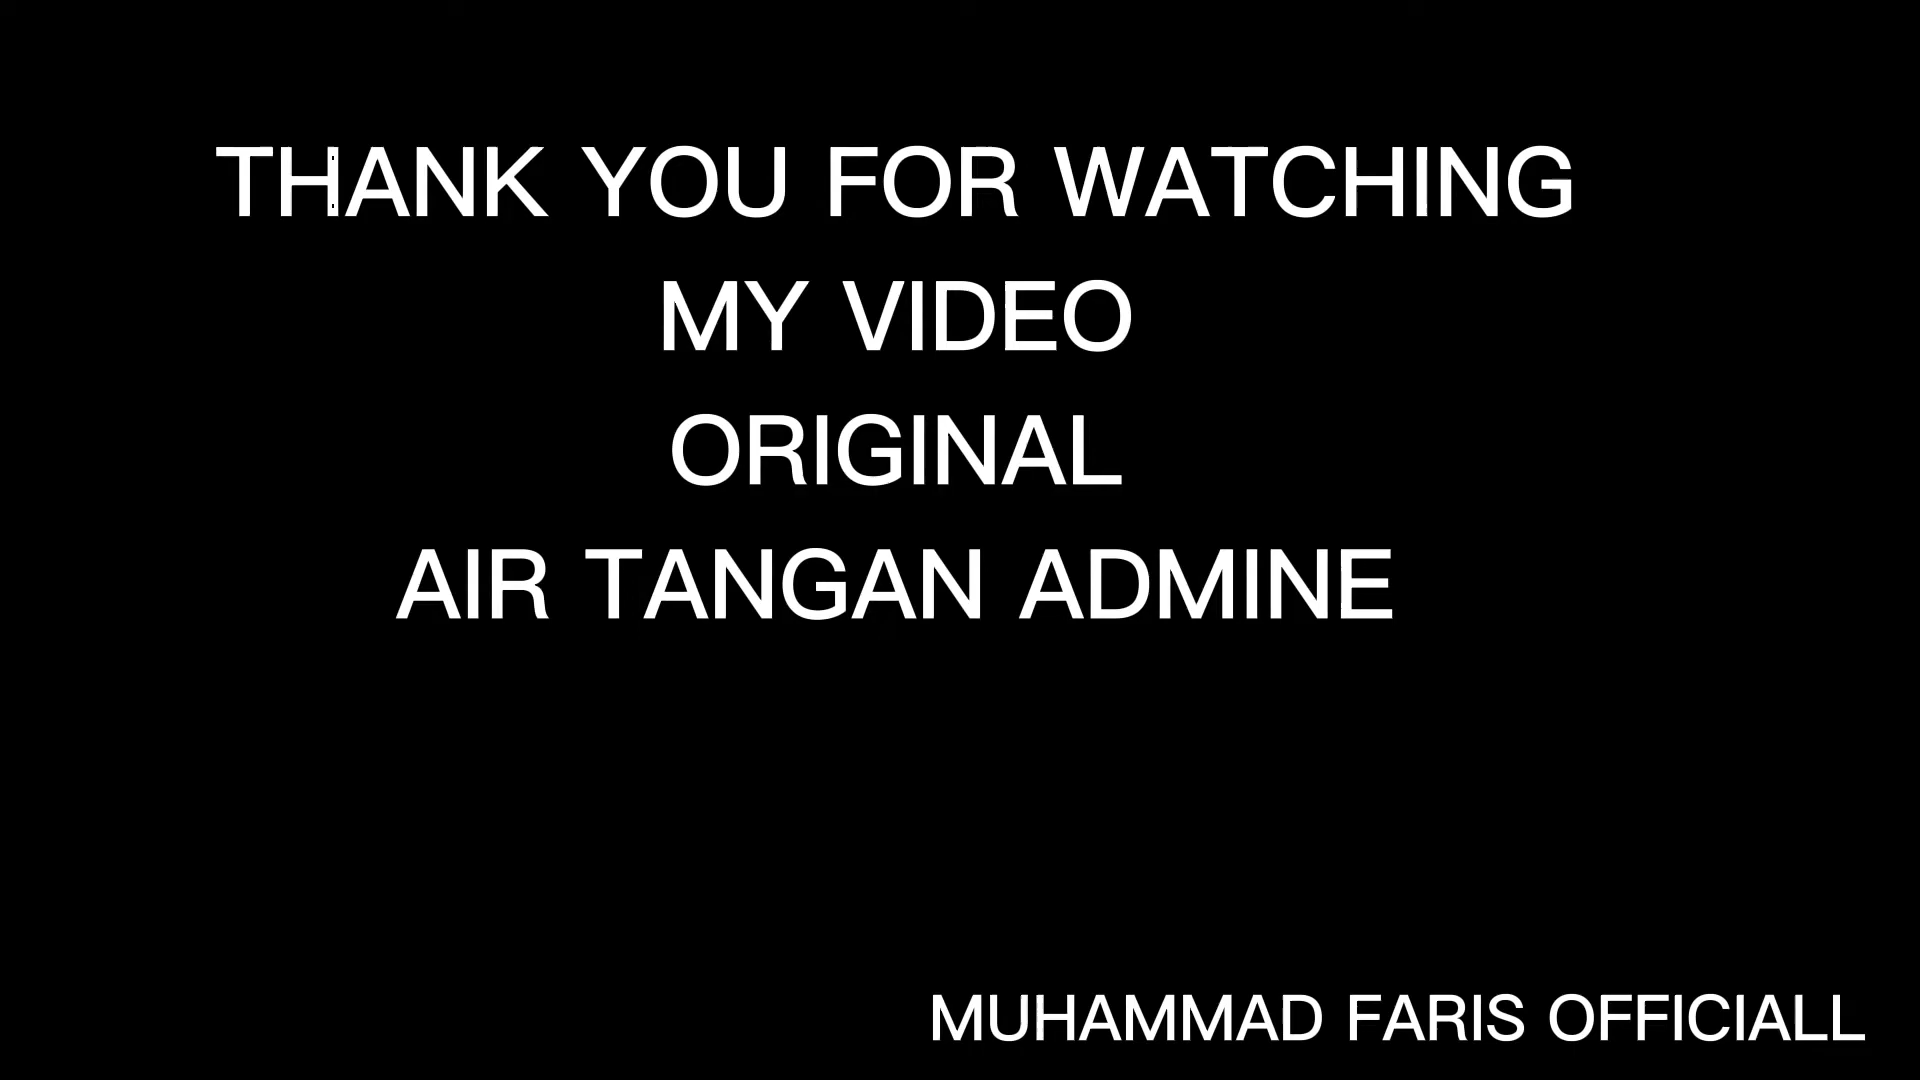 THANK YOU FOR WATCHING
MY VIDEO
ORIGINAL
AIR TANGAN ADMINE
MUHAMMAD FARIS OFFICIALL